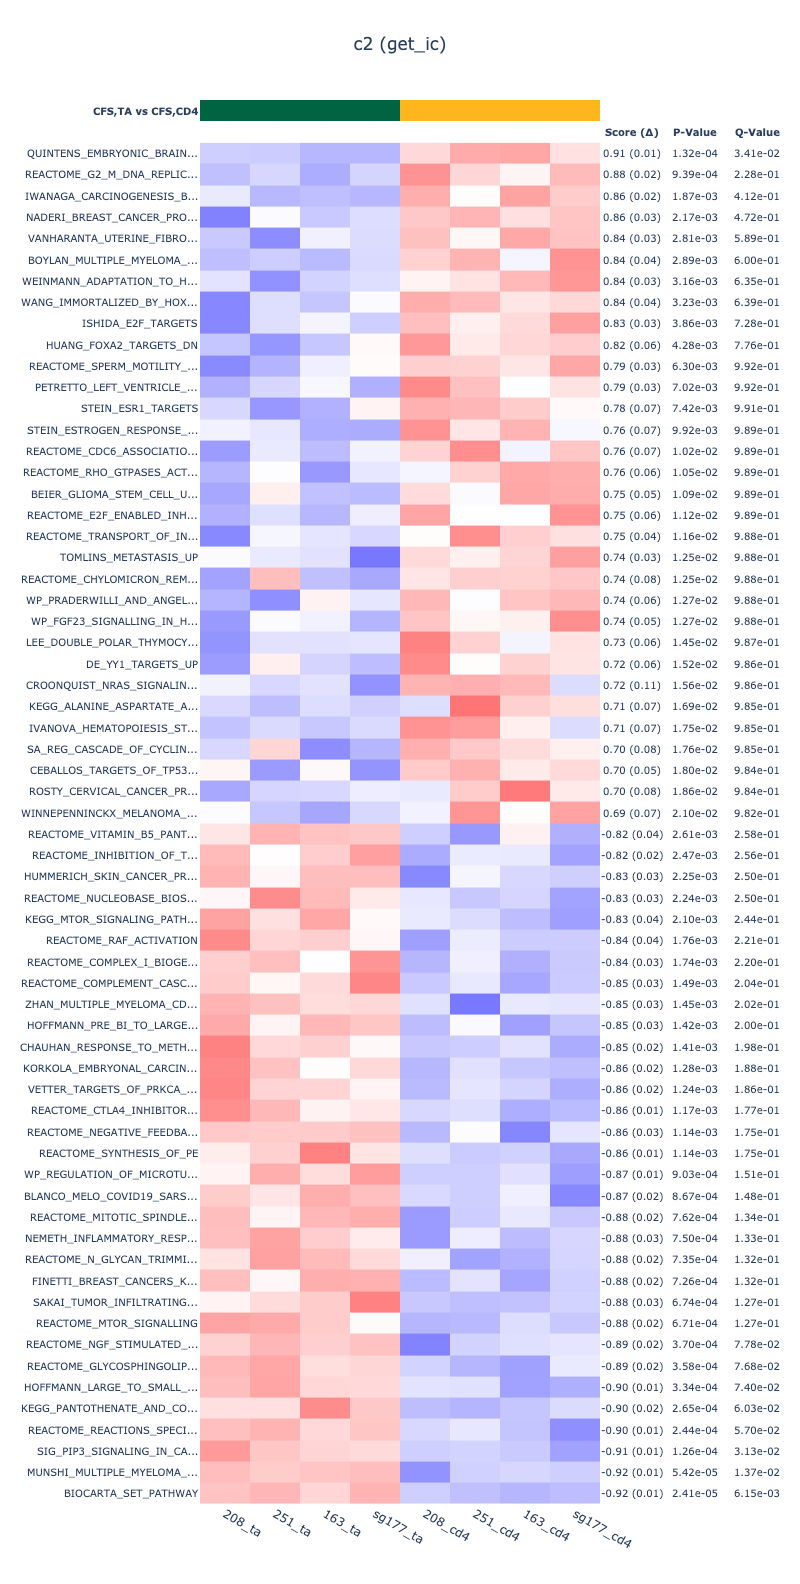 c2 (get_ic)
CFS,TA vs CFS,CD4
Score (Δ) P-Value Q-Value
QUINTENS_EMBRYONIC_BRAIN... 0.91 (0.01) 1.32e-04 3.41e-02
REACTOME_G2_M_DNA_REPLIC... 0.88 (0.02) 9.39e-04 2.28e-01
IWANAGA_CARCINOGENESIS_B... 0.86 (0.02) 1.87e-03 4.12e-01
NADERI_BREAST_CANCER_PRO... 0.86 (0.03) 2.17e-03 4.72e-01
VANHARANTA_UTERINE_FIBRO... 0.84 (0.03) 2.81e-03 5.89e-01
BOYLAN_MULTIPLE_MYELOMA_... 0.84 (0.04) 2.89e-03 6.00e-01
WEINMANN_ADAPTATION_TO_H... 0.84 (0.03) 3.16e-03 6.35e-01
WANG_IMMORTALIZED_BY_HOX... 0.84 (0.04) 3.23e-03 6.39e-01
ISHIDA_E2F_TARGETS 0.83 (0.03) 3.86e-03 7.28e-01
HUANG_FOXA2_TARGETS_DN 0.82 (0.06) 4.28e-03 7.76e-01
REACTOME_SPERM_MOTILITY_... 0.79 (0.03) 6.30e-03 9.92e-01
PETRETTO_LEFT_VENTRICLE_... 0.79 (0.03) 7.02e-03 9.92e-01
STEIN_ESR1_TARGETS 0.78 (0.07) 7.42e-03 9.91e-01
STEIN_ESTROGEN_RESPONSE_... 0.76 (0.07) 9.92e-03 9.89e-01
REACTOME_CDC6_ASSOCIATIO... 0.76 (0.07) 1.02e-02 9.89e-01
REACTOME_RHO_GTPASES_ACT... 0.76 (0.06) 1.05e-02 9.89e-01
BEIER_GLIOMA_STEM_CELL_U... 0.75 (0.05) 1.09e-02 9.89e-01
REACTOME_E2F_ENABLED_INH... 0.75 (0.06) 1.12e-02 9.89e-01
REACTOME_TRANSPORT_OF_IN... 0.75 (0.04) 1.16e-02 9.88e-01
TOMLINS_METASTASIS_UP 0.74 (0.03) 1.25e-02 9.88e-01
REACTOME_CHYLOMICRON_REM... 0.74 (0.08) 1.25e-02 9.88e-01
WP_PRADERWILLI_AND_ANGEL... 0.74 (0.06) 1.27e-02 9.88e-01
WP_FGF23_SIGNALLING_IN_H... 0.74 (0.05) 1.27e-02 9.88e-01
LEE_DOUBLE_POLAR_THYMOCY... 0.73 (0.06) 1.45e-02 9.87e-01
DE_YY1_TARGETS_UP 0.72 (0.06) 1.52e-02 9.86e-01
CROONQUIST_NRAS_SIGNALIN... 0.72 (0.11) 1.56e-02 9.86e-01
KEGG_ALANINE_ASPARTATE_A... 0.71 (0.07) 1.69e-02 9.85e-01
IVANOVA_HEMATOPOIESIS_ST... 0.71 (0.07) 1.75e-02 9.85e-01
SA_REG_CASCADE_OF_CYCLIN... 0.70 (0.08) 1.76e-02 9.85e-01
CEBALLOS_TARGETS_OF_TP53... 0.70 (0.05) 1.80e-02 9.84e-01
ROSTY_CERVICAL_CANCER_PR... 0.70 (0.08) 1.86e-02 9.84e-01
WINNEPENNINCKX_MELANOMA_... 0.69 (0.07) 2.10e-02 9.82e-01
REACTOME_VITAMIN_B5_PANT... -0.82 (0.04) 2.61e-03 2.58e-01
REACTOME_INHIBITION_OF_T... -0.82 (0.02) 2.47e-03 2.56e-01
HUMMERICH_SKIN_CANCER_PR... -0.83 (0.03) 2.25e-03 2.50e-01
REACTOME_NUCLEOBASE_BIOS... -0.83 (0.03) 2.24e-03 2.50e-01
KEGG_MTOR_SIGNALING_PATH... -0.83 (0.04) 2.10e-03 2.44e-01
REACTOME_RAF_ACTIVATION -0.84 (0.04) 1.76e-03 2.21e-01
REACTOME_COMPLEX_I_BIOGE... -0.84 (0.03) 1.74e-03 2.20e-01
REACTOME_COMPLEMENT_CASC... -0.85 (0.03) 1.49e-03 2.04e-01
ZHAN_MULTIPLE_MYELOMA_CD... -0.85 (0.03) 1.45e-03 2.02e-01
HOFFMANN_PRE_BI_TO_LARGE... -0.85 (0.03) 1.42e-03 2.00e-01
CHAUHAN_RESPONSE_TO_METH... -0.85 (0.02) 1.41e-03 1.98e-01
KORKOLA_EMBRYONAL_CARCIN... -0.86 (0.02) 1.28e-03 1.88e-01
VETTER_TARGETS_OF_PRKCA_... -0.86 (0.02) 1.24e-03 1.86e-01
REACTOME_CTLA4_INHIBITOR... -0.86 (0.01) 1.17e-03 1.77e-01
REACTOME_NEGATIVE_FEEDBA... -0.86 (0.03) 1.14e-03 1.75e-01
REACTOME_SYNTHESIS_OF_PE -0.86 (0.01) 1.14e-03 1.75e-01
WP_REGULATION_OF_MICROTU... -0.87 (0.01) 9.03e-04 1.51e-01
BLANCO_MELO_COVID19_SARS... -0.87 (0.02) 8.67e-04 1.48e-01
REACTOME_MITOTIC_SPINDLE... -0.88 (0.02) 7.62e-04 1.34e-01
NEMETH_INFLAMMATORY_RESP... -0.88 (0.03) 7.50e-04 1.33e-01
REACTOME_N_GLYCAN_TRIMMI... -0.88 (0.02) 7.35e-04 1.32e-01
FINETTI_BREAST_CANCERS_K... -0.88 (0.02) 7.26e-04 1.32e-01
SAKAI_TUMOR_INFILTRATING... -0.88 (0.03) 6.74e-04 1.27e-01
REACTOME_MTOR_SIGNALLING -0.88 (0.02) 6.71e-04 1.27e-01
REACTOME_NGF_STIMULATED_... -0.89 (0.02) 3.70e-04 7.78e-02
REACTOME_GLYCOSPHINGOLIP... -0.89 (0.02) 3.58e-04 7.68e-02
HOFFMANN_LARGE_TO_SMALL_... -0.90 (0.01) 3.34e-04 7.40e-02
KEGG_PANTOTHENATE_AND_CO... -0.90 (0.02) 2.65e-04 6.03e-02
REACTOME_REACTIONS_SPECI... -0.90 (0.01) 2.44e-04 5.70e-02
SIG_PIP3_SIGNALING_IN_CA... -0.91 (0.01) 1.26e-04 3.13e-02
MUNSHI_MULTIPLE_MYELOMA_... -0.92 (0.01) 5.42e-05 1.37e-02
BIOCARTA_SET_PATHWAY -0.92 (0.01) 2.41e-05 6.15e-03
208_ta 251_ta 163_ta sg177_ta 208_cd4 251_cd4 163_cd4 sg177_cd4